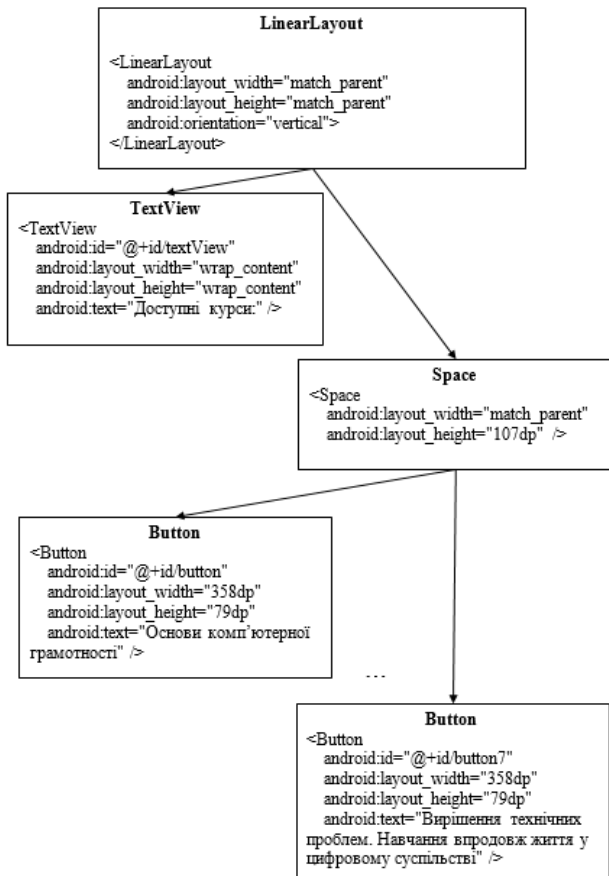 LinearLayout
<LinearLayout
android:layout_width="match_parent"
android:layout_height="match_parent"
android:orientation="vertical">
</LinearLayout>
TextView
<TextView
android:id="@+id/textView"
android:layout_width="wrap_content"
android:layout_height="wrap_content"
android:text="Доступні курси:" />
Space
<Space
android:layout_width="match_parent"
android:layout_height="107dp" />
Button
<Button
android:id="@+id/button"
android:layout_width="358dp"
android:layout_height="79dp"
android:text="Основи комп’ютерної
грамотності" />
...
Button
<Button
android:id="@+id/button7"
android:layout_width="358dp"
android:layout_height="79dp"
android:text="Вирішення технічних
проблем. Навчання впродовж життя у
цифровому суспільстві" />